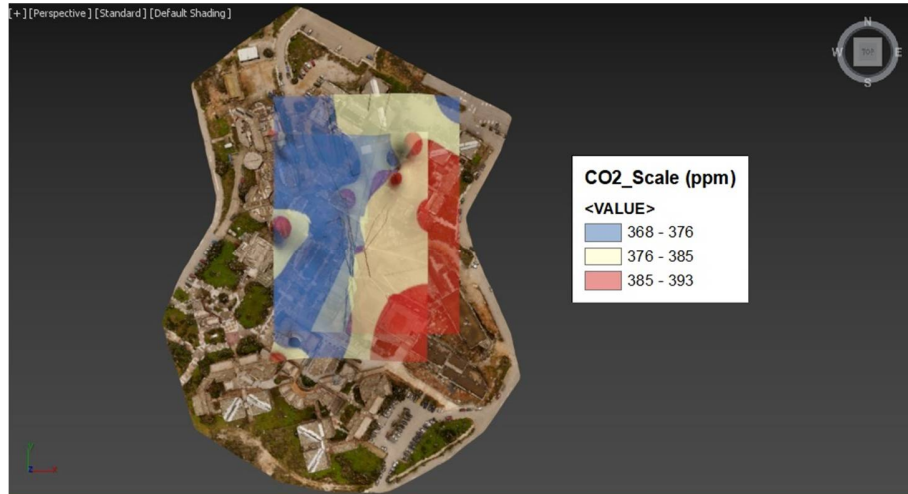 [+] [Perspective] [Standard] [Default Shading]
N
W
TOP
E
S
CO2_Scale (ppm)
<VALUE>
368 - 376
376 - 385
385 - 393